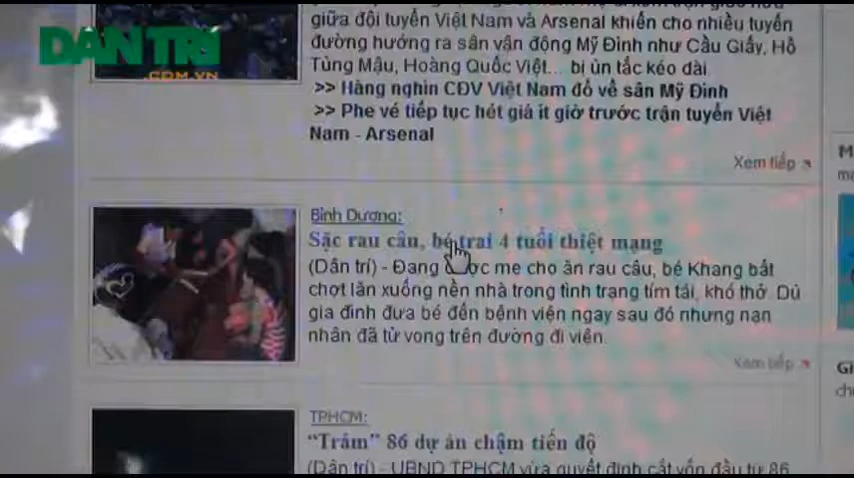 DÂN TRÍ
.COM.VN
giữa đội tuyển Việt Nam và Arsenal khiến cho nhiều tuyến
đường hướng ra sân vận động Mỹ Đình như Cầu Giấy, Hồ
Tùng Mậu, Hoàng Quốc Việt... bị ùn tắc kéo dài.
>> Hàng nghìn CĐV Việt Nam đổ về sân Mỹ Đình
>> Phe vé tiếp tục hét giá ít giờ trước trận tuyển Việt
Nam - Arsenal
Xem tiếp
Bình Dương:
Sặc rau câu, bé trai 4 tuổi thiệt mạng
(Dân trí) - Đang được mẹ cho ăn rau câu, bé Khang bất
chợt lăn xuống nền nhà trong tình trạng tím tái, khó thở. Dù
gia đình đưa bé đến bệnh viện ngay sau đó nhưng nạn
nhân đã tử vong trên đường đi viện.
Xem tiếp
TPHCM:
“Trảm” 86 dự án chậm tiến độ
(Dân trí) - UBND TPHCM vừa quyết định cắt vốn đầu tư 86